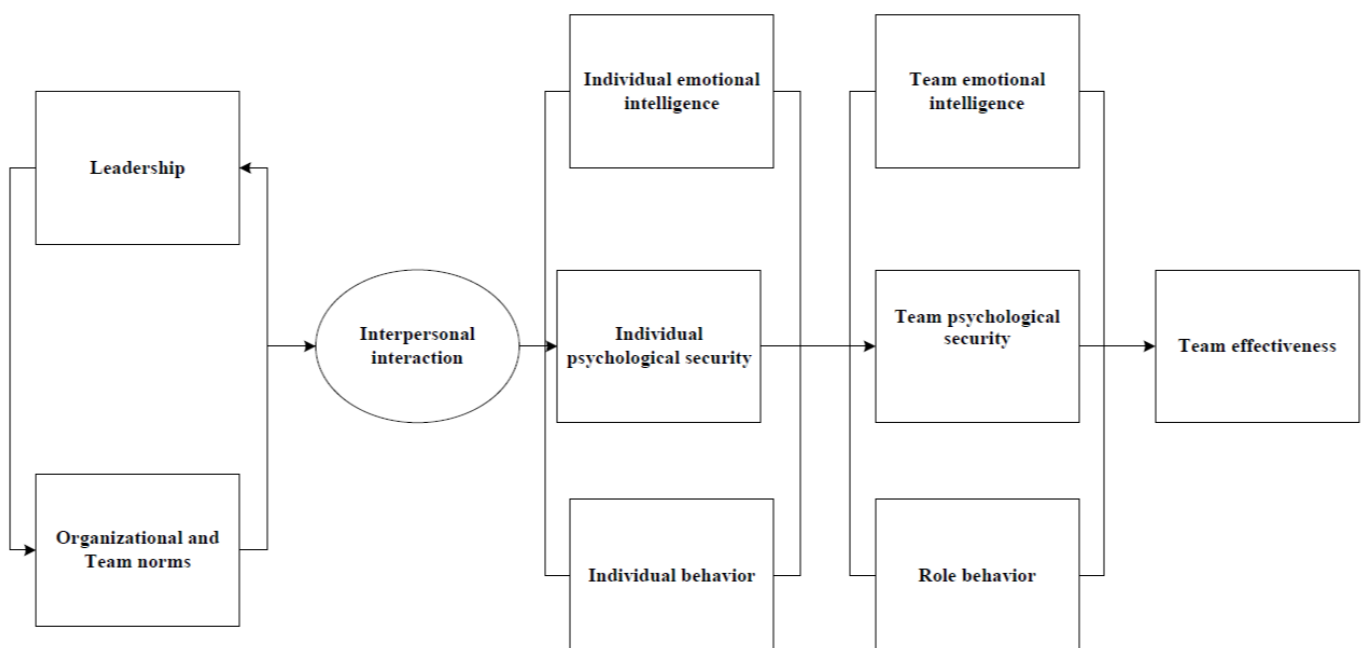 Individual emotional
intelligence
Team emotional
intelligence
Leadership
Interpersonal
interaction
Individual
psychological security
Team psychological
security
Team effectiveness
Organizational and
Team norms
Individual behavior
Role behavior